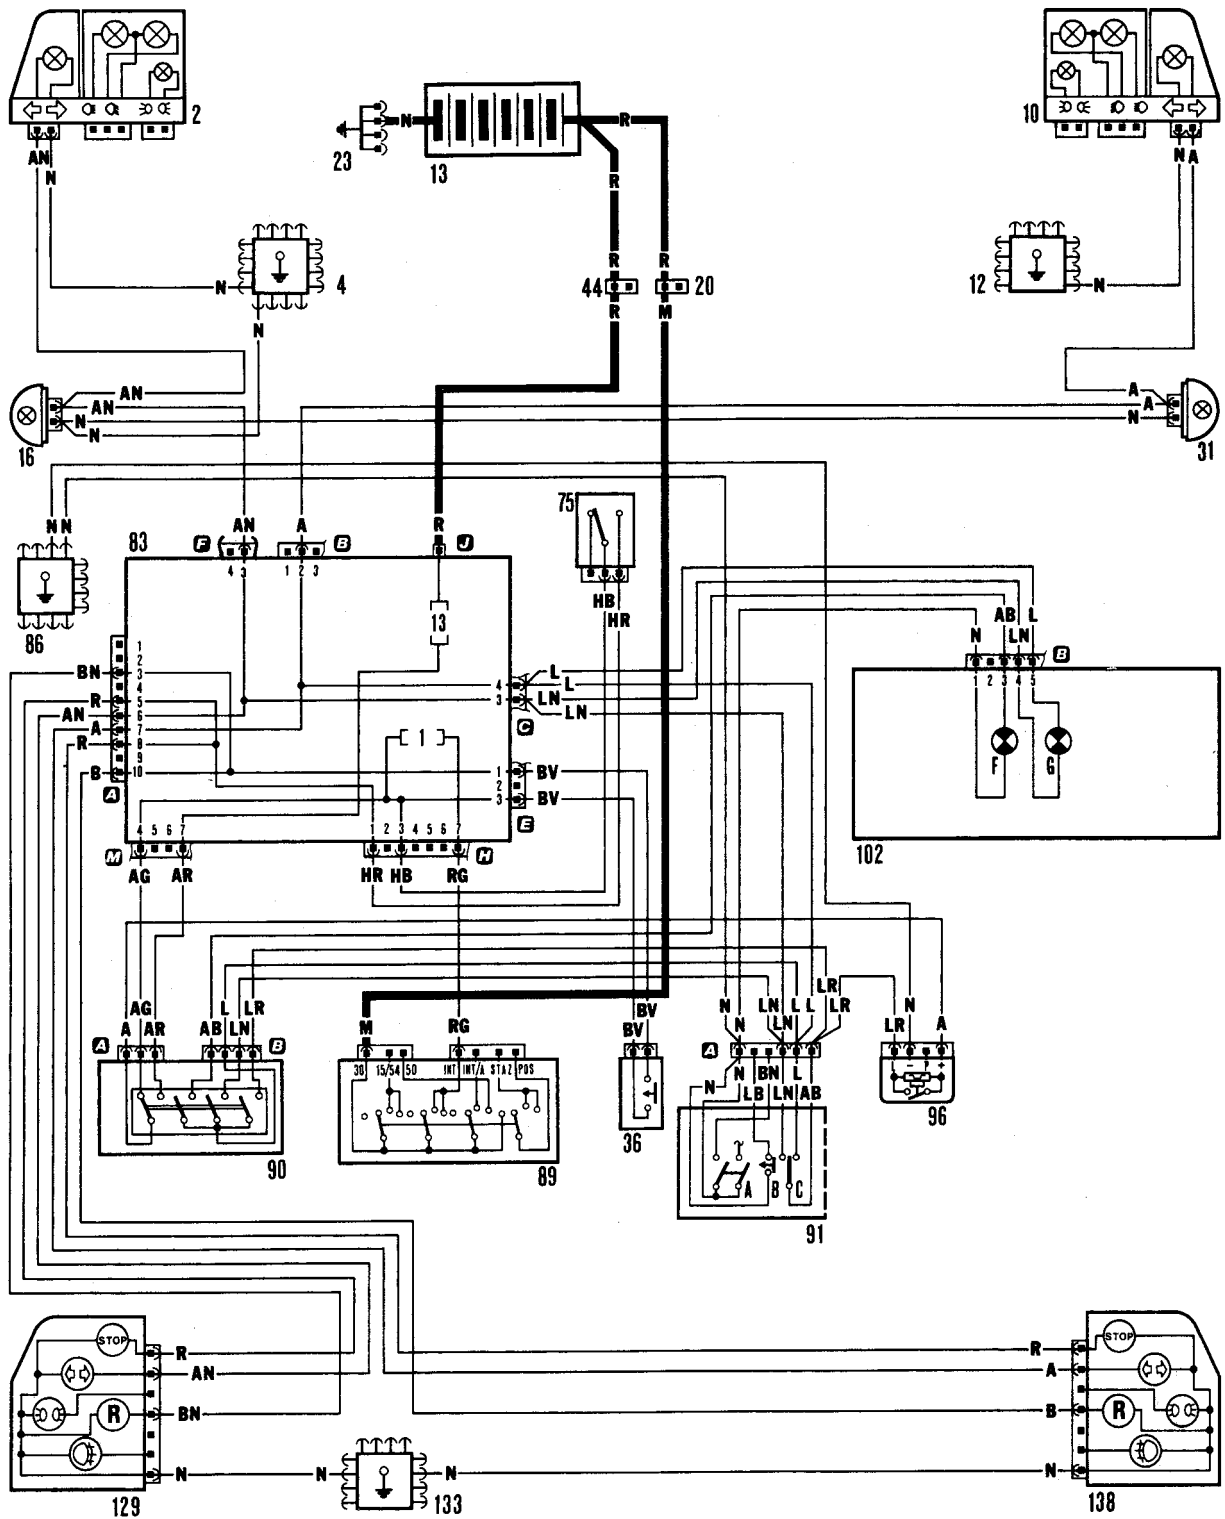 2
10
AN
N
N
A
23
N
13
R
R
R
R
44
20
R
M
N
4
12
N
N
AN
AN
N
N
16
A
A
N
31
N N
83
F
AN
A
B
R
J
75
4 3
1 2 3
86
13
HB
HR
BN
R
AN
A
R
B
A
1
2
3
4
5
6
7
8
9
10
4
3
L
L
LN
LN
C
1
1
2
3
BV
BV
E
N
AB
LN
L
B
1 2 3 4 5
F
G
102
4 5 6 7
1 2 3 4 5 6 7
M
AG
AR
HR
HB
RG
H
A
AG
AR
AB
L
LN
LR
A
B
90
M
RG
30 15/54 50 INT INT/A STAZ POS
89
BV
BV
36
N
N
LN
LN
L
L
LR
LR
A
N
N
LB
BN
LN
L
AB
A
B
C
91
LR
N
A
− +
96
STOP
R
R
AN
BN
N
129
N
N
133
R
A
B
N
STOP
R
138